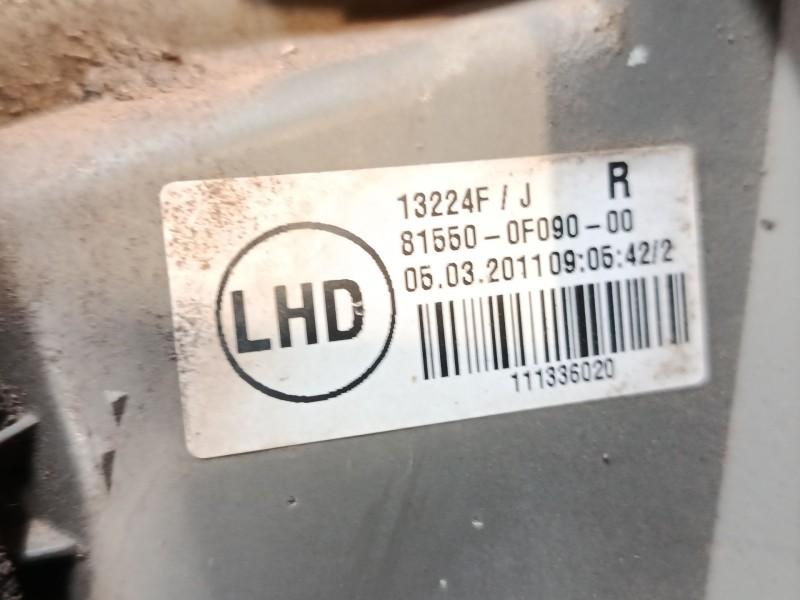 13224F / J R
81550-0F090-00
05.03.2011 09:05:42/2
LHD
111336020